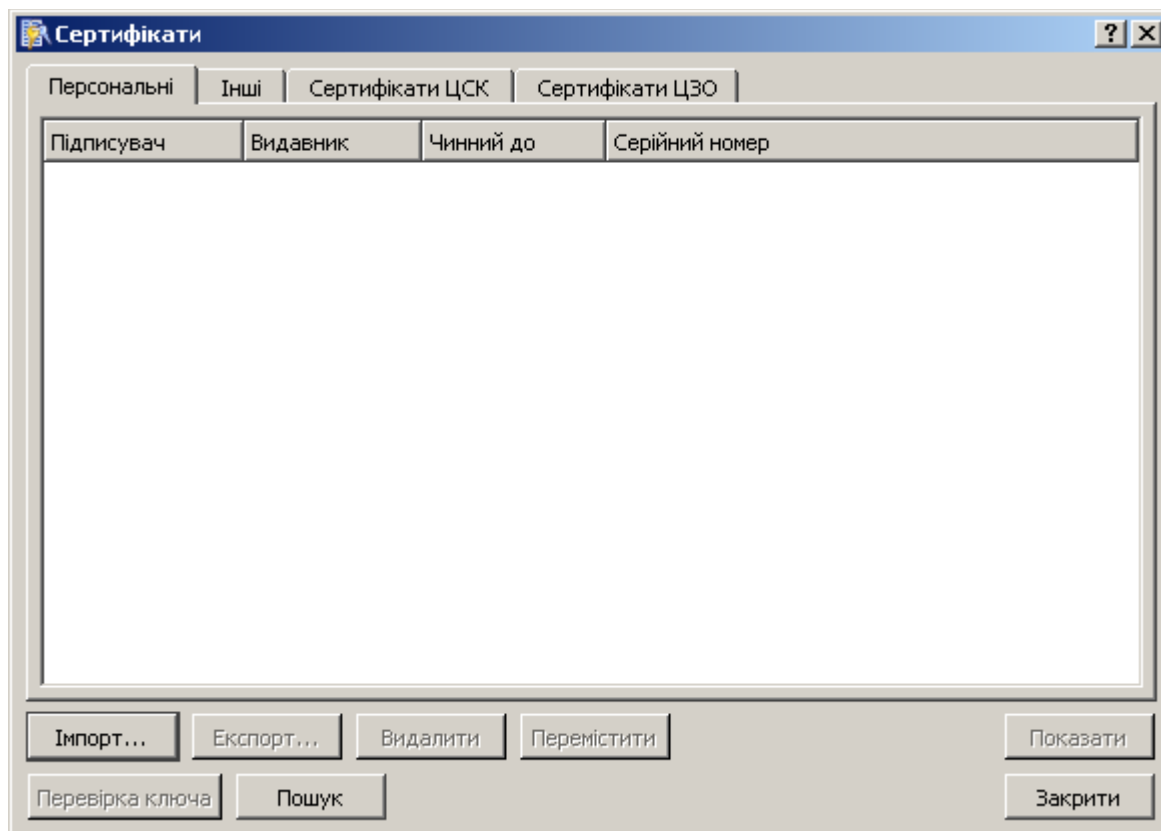 Сертифікати
Персональні Інші Сертифікати ЦСК Сертифікати ЦЗО
Підписувач Видавник Чинний до Серійний номер
Імпорт... Експорт... Видалити Перемістити Показати
Перевірка ключа Пошук Закрити